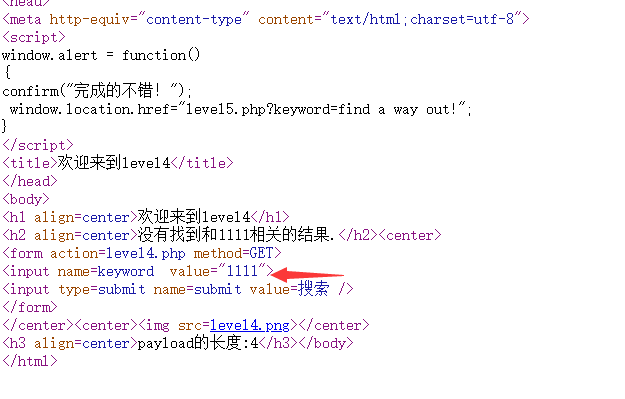 <head>
<meta http-equiv="content-type" content="text/html;charset=utf-8">
<script>
window.alert = function()
{
confirm("完成的不错！");
 window.location.href="level5.php?keyword=find a way out!";
}
</script>
<title>欢迎来到level4</title>
</head>
<body>
<h1 align=center>欢迎来到level4</h1>
<h2 align=center>没有找到和1111相关的结果.</h2><center>
<form action=level4.php method=GET>
<input name=keyword  value="1111">
<input type=submit name=submit value=搜索 />
</form>
</center><center><img src=level4.png></center>
<h3 align=center>payload的长度:4</h3></body>
</html>